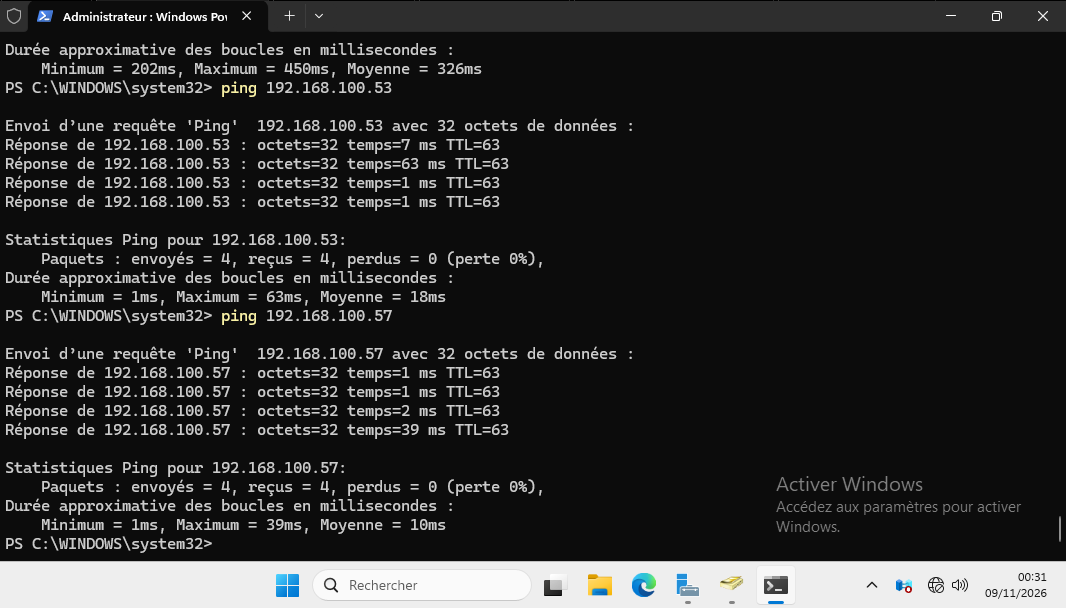 Administrateur : Windows Pov
Durée approximative des boucles en millisecondes :
    Minimum = 202ms, Maximum = 450ms, Moyenne = 326ms
PS C:\WINDOWS\system32> ping 192.168.100.53

Envoi d’une requête 'Ping'  192.168.100.53 avec 32 octets de données :
Réponse de 192.168.100.53 : octets=32 temps=7 ms TTL=63
Réponse de 192.168.100.53 : octets=32 temps=63 ms TTL=63
Réponse de 192.168.100.53 : octets=32 temps=1 ms TTL=63
Réponse de 192.168.100.53 : octets=32 temps=1 ms TTL=63

Statistiques Ping pour 192.168.100.53:
    Paquets : envoyés = 4, reçus = 4, perdus = 0 (perte 0%),
Durée approximative des boucles en millisecondes :
    Minimum = 1ms, Maximum = 63ms, Moyenne = 18ms
PS C:\WINDOWS\system32> ping 192.168.100.57

Envoi d’une requête 'Ping'  192.168.100.57 avec 32 octets de données :
Réponse de 192.168.100.57 : octets=32 temps=1 ms TTL=63
Réponse de 192.168.100.57 : octets=32 temps=1 ms TTL=63
Réponse de 192.168.100.57 : octets=32 temps=2 ms TTL=63
Réponse de 192.168.100.57 : octets=32 temps=39 ms TTL=63

Statistiques Ping pour 192.168.100.57:
    Paquets : envoyés = 4, reçus = 4, perdus = 0 (perte 0%),
Durée approximative des boucles en millisecondes :
    Minimum = 1ms, Maximum = 39ms, Moyenne = 10ms
PS C:\WINDOWS\system32>
Activer Windows
Accédez aux paramètres pour activer
Windows.
Rechercher
00:31
09/11/2026